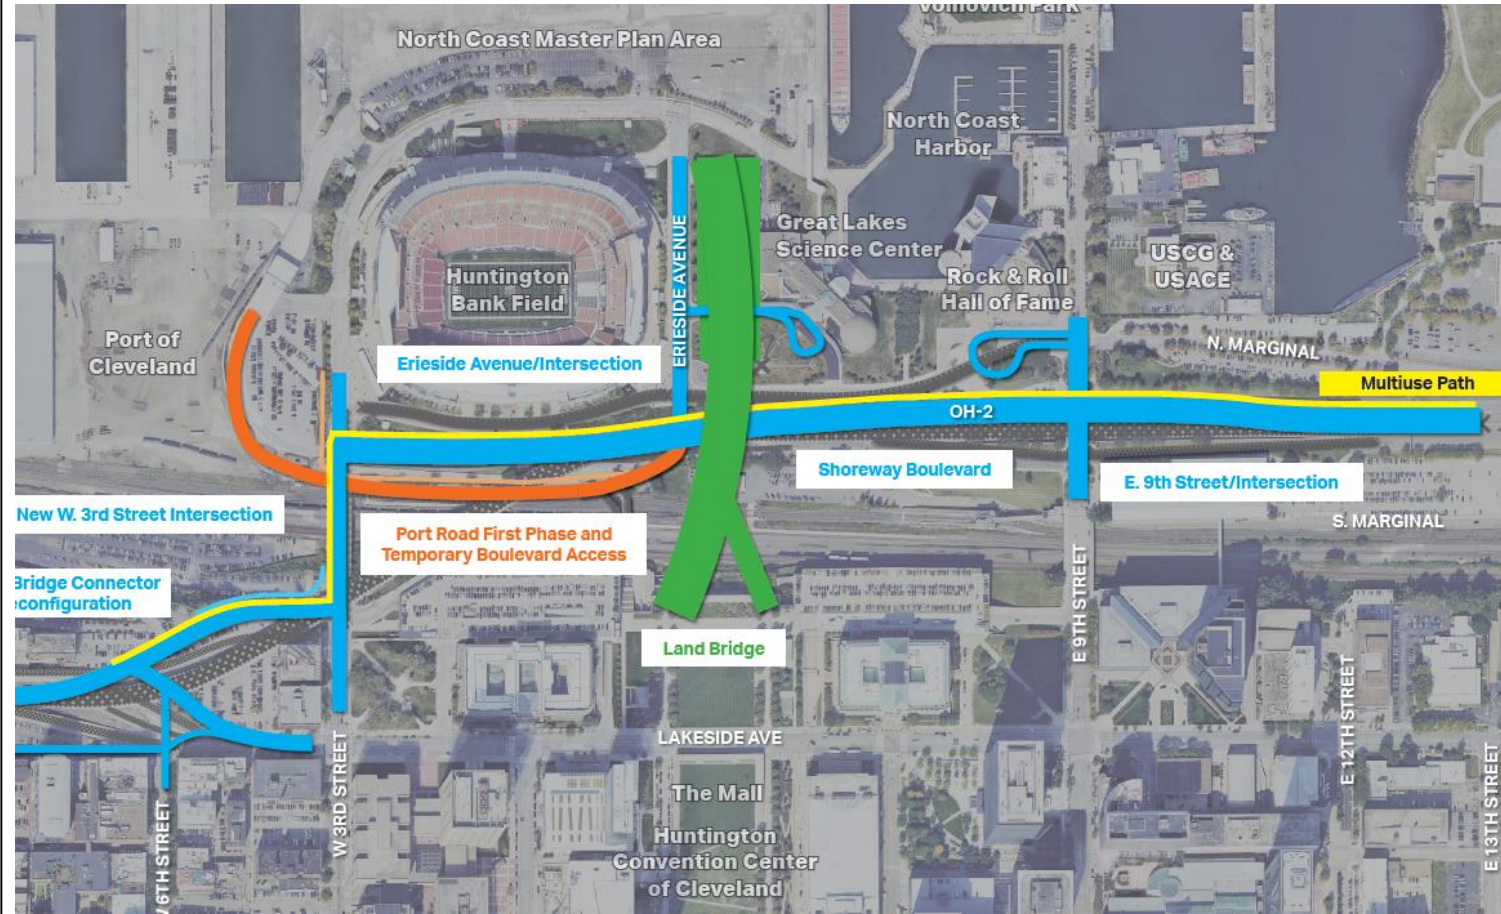 Voinovich Park
North Coast Master Plan Area
North Coast
Harbor
Great Lakes
Science Center
USCG &
USACE
Rock & Roll
Hall of Fame
Huntington
Bank Field
ERIESIDE AVENUE
Port of
Cleveland
N. MARGINAL
Erieside Avenue/Intersection
Multiuse Path
OH-2
Shoreway Boulevard
E. 9th Street/Intersection
New W. 3rd Street Intersection
S. MARGINAL
Port Road First Phase and
Temporary Boulevard Access
Bridge Connector
econfiguration
E 9TH STREET
Land Bridge
E 12TH STREET
LAKESIDE AVE
W 3RD STREET
E 13TH STREET
The Mall
W 6TH STREET
Huntington
Convention Center
of Cleveland